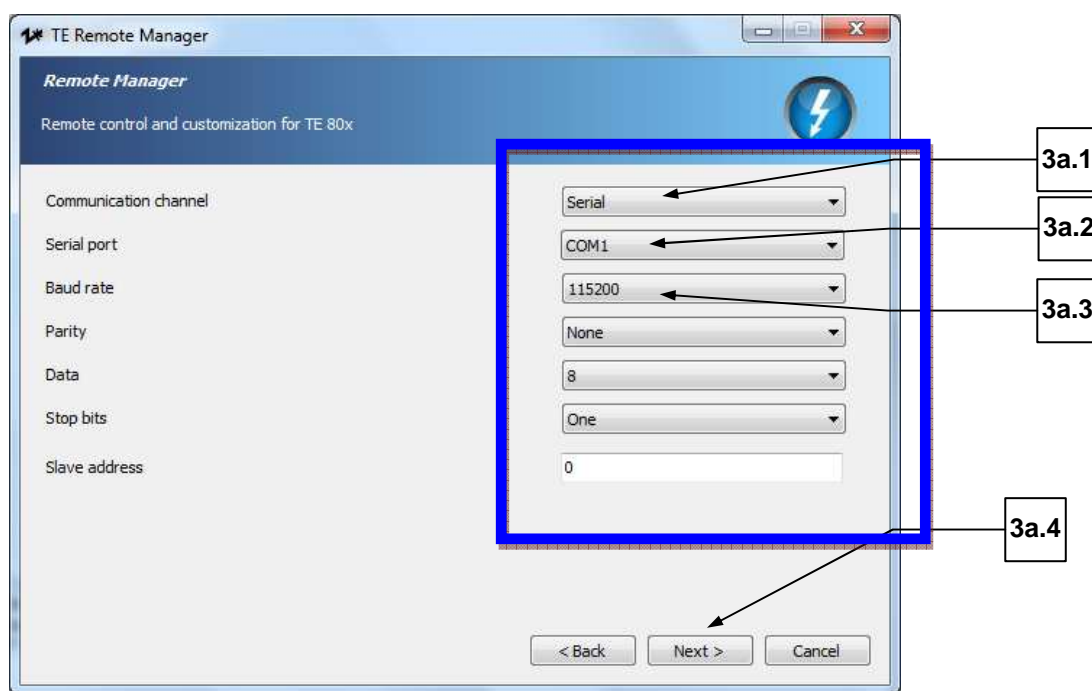 TE Remote Manager
Remote Manager
Remote control and customization for TE 80x
3a.1
Communication channel Serial
3a.2
Serial port COM1
Baud rate 115200
3a.3
Parity None
Data 8
Stop bits One
Slave address 0
3a.4
< Back Next > Cancel